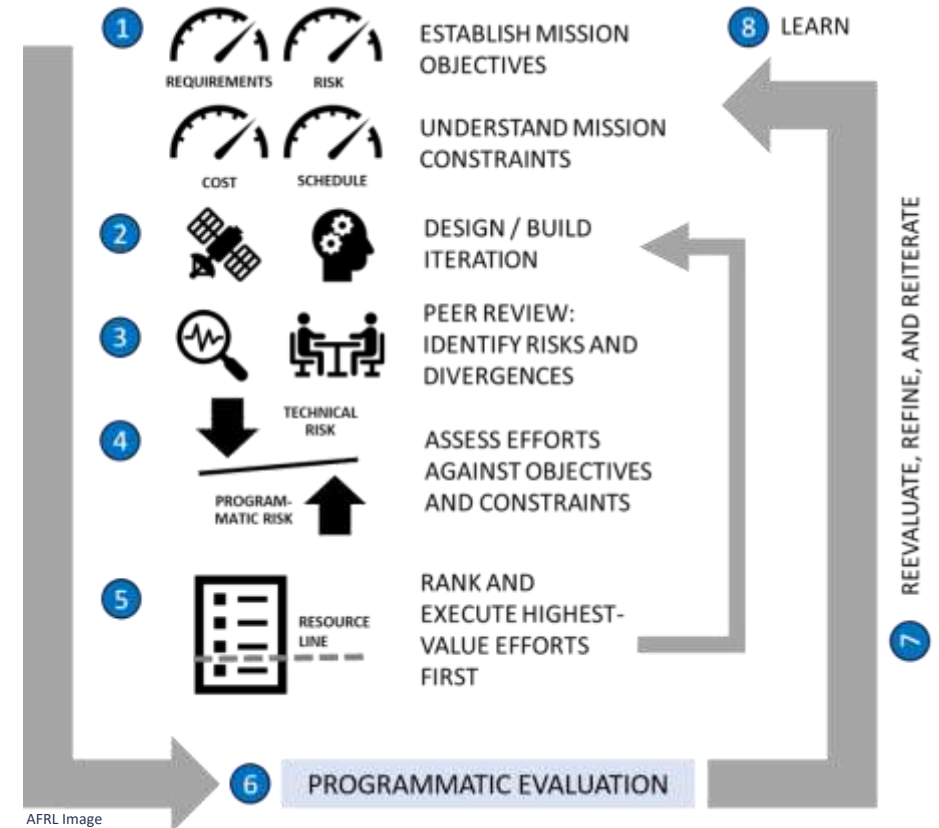 1
REQUIREMENTS
RISK
ESTABLISH MISSION
OBJECTIVES
COST
SCHEDULE
UNDERSTAND MISSION
CONSTRAINTS
2
DESIGN / BUILD
ITERATION
3
PEER REVIEW:
IDENTIFY RISKS AND
DIVERGENCES
4
TECHNICAL
RISK
PROGRAM-
MATIC RISK
ASSESS EFFORTS
AGAINST OBJECTIVES
AND CONSTRAINTS
5
RESOURCE
LINE
RANK AND
EXECUTE HIGHEST-
VALUE EFFORTS
FIRST
6
PROGRAMMATIC EVALUATION
7
REEVALUATE, REFINE, AND REITERATE
8
LEARN
AFRL Image